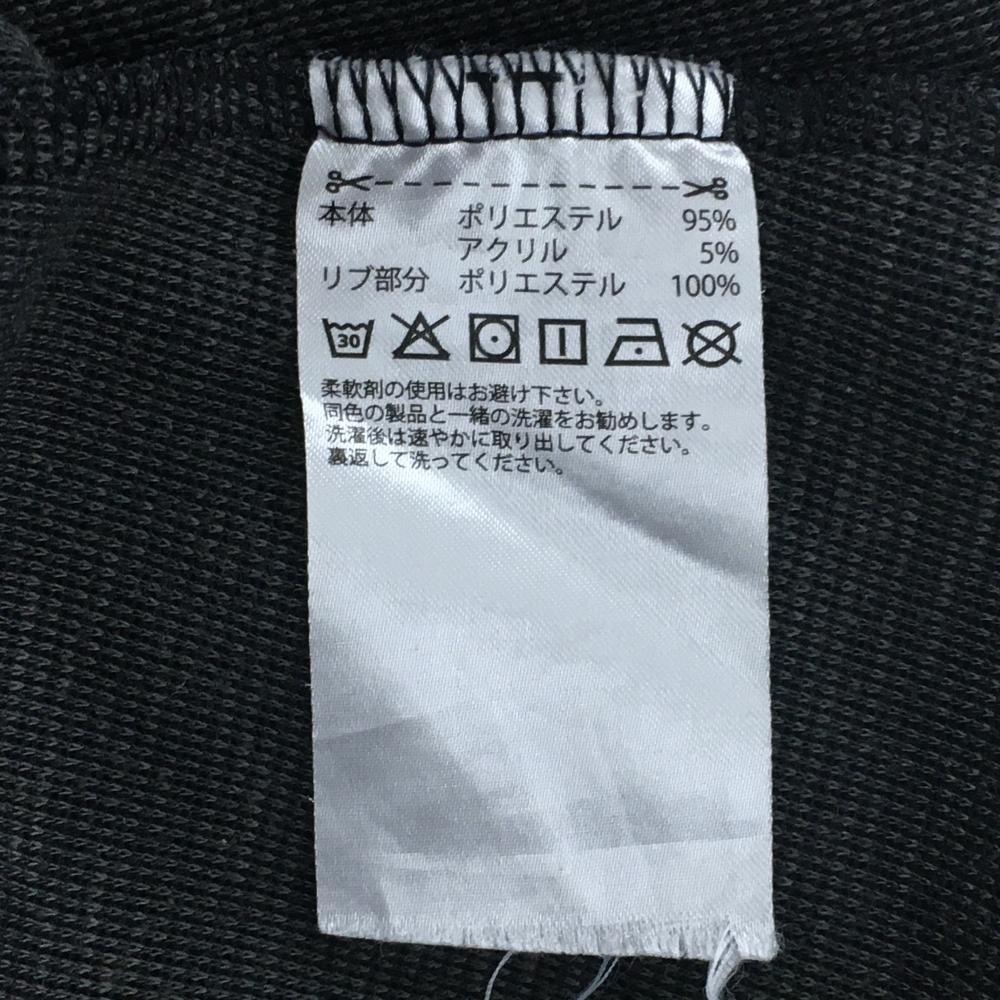 本体 ポリエステル 95%
アクリル 5%
リブ部分 ポリエステル 100%
30
柔軟剤の使用はお避け下さい。
同色の製品と一緒の洗濯をお勧めします。
洗濯後は速やかに取り出してください。
裏返して洗ってください。